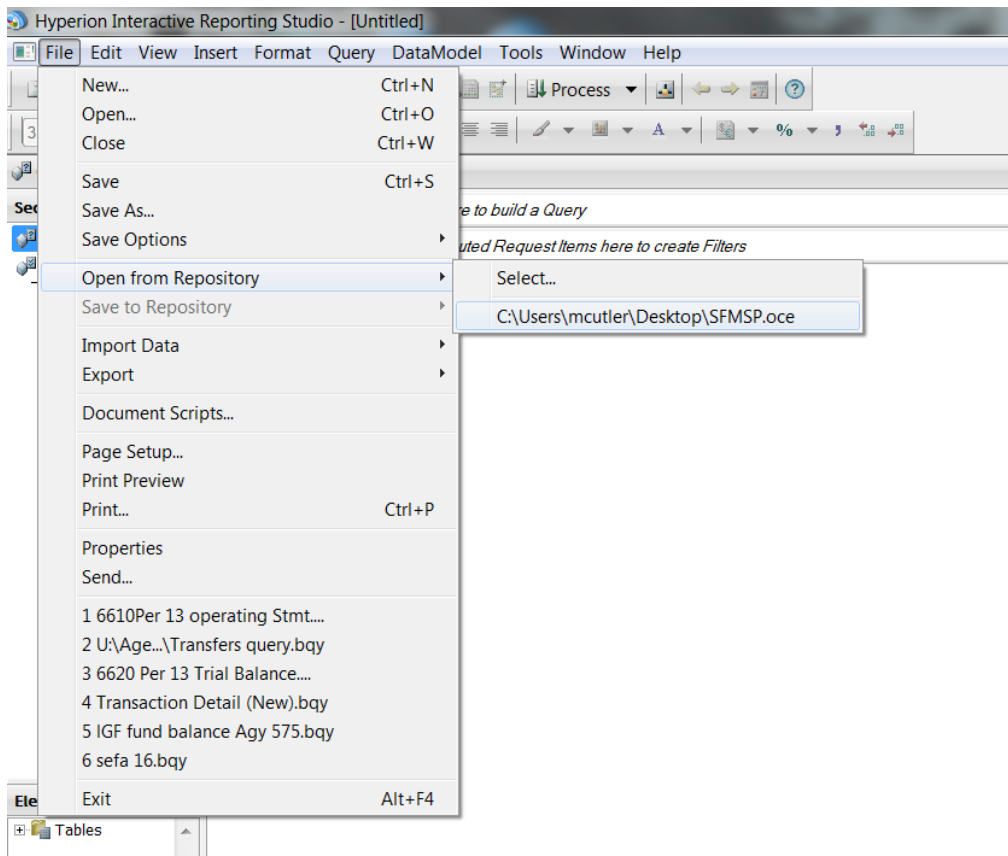 Hyperion Interactive Reporting Studio - [Untitled]
File Edit View Insert Format Query DataModel Tools Window Help
New... Ctrl+N
Process
Open... Ctrl+O
3
A % ,
Close Ctrl+W
Save Ctrl+S
Sec
Save As...
re to build a Query
Save Options
uted Request Items here to create Filters
Open from Repository
Select...
Save to Repository
C:\Users\mcutler\Desktop\SFMSP.oce
Import Data
Export
Document Scripts...
Page Setup...
Print Preview
Print... Ctrl+P
Properties
Send...
1 6610Per 13 operating Stmt....
2 U:\Age...\Transfers query.bqy
3 6620 Per 13 Trial Balance....
4 Transaction Detail (New).bqy
5 IGF fund balance Agy 575.bqy
6 sefa 16.bqy
Ele
Exit Alt+F4
Tables